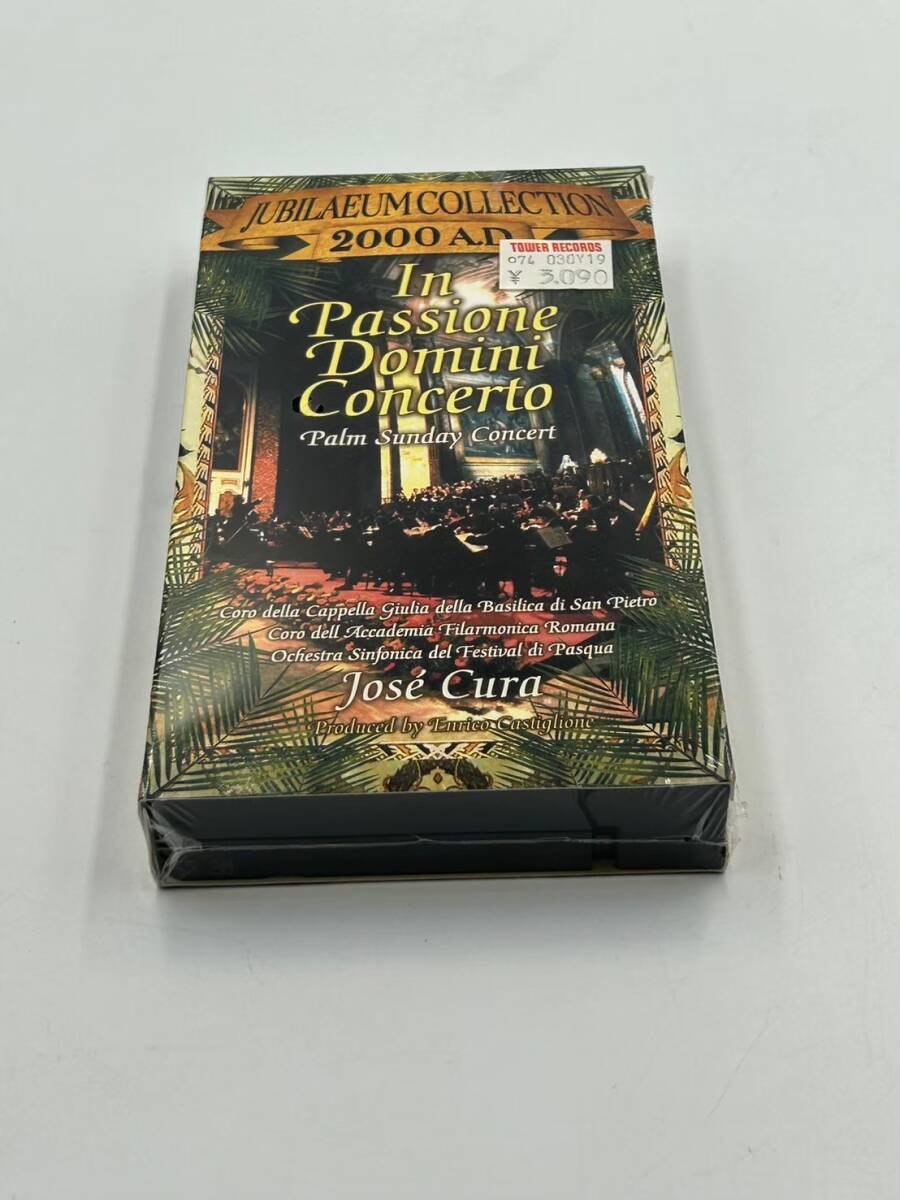 JUBILAEUM COLLECTION
2000 A.D.
TOWER RECORDS
074 030Y19
¥ 3.090
In
Passione
Domini
Concerto
Palm Sunday Concert
Coro della Cappella Giulia della Basilica di San Pietro
Coro dell'Accademia Filarmonica Romana
Ochestra Sinfonica del Festival di Pasqua
José Cura
Produced by Enrico Castiglione